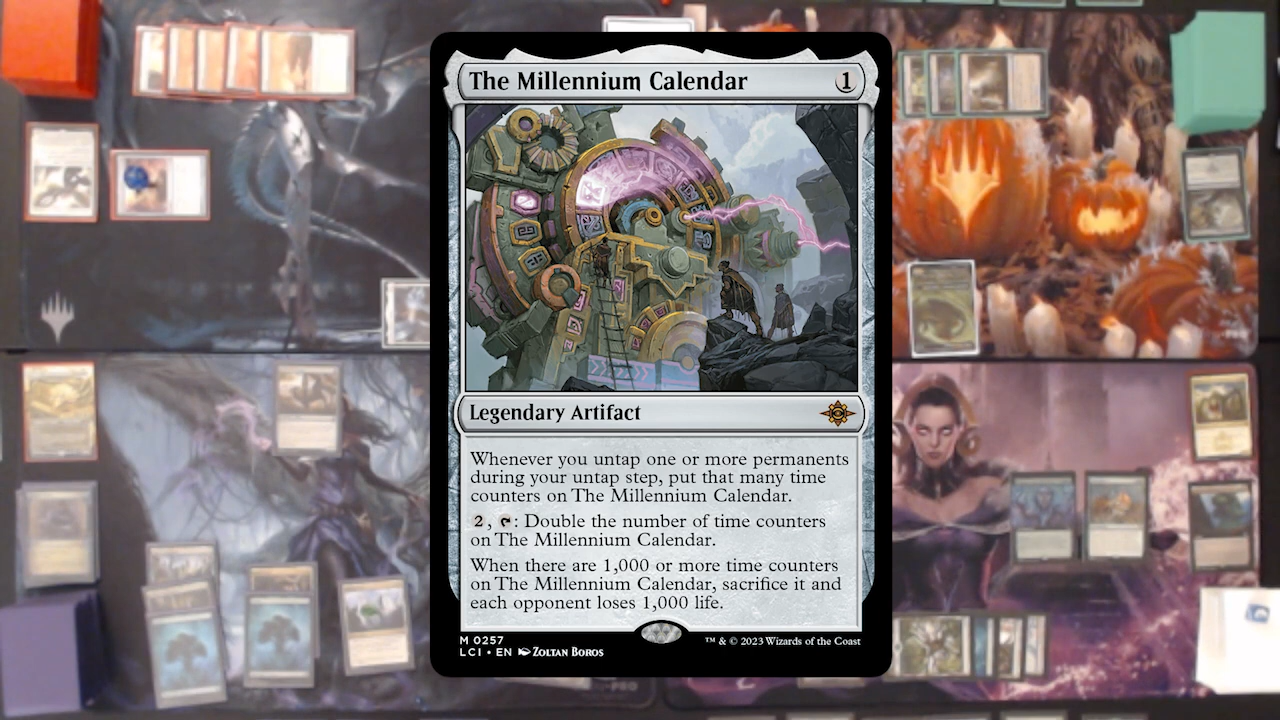 The Millennium Calendar 1
Legendary Artifact
Whenever you untap one or more permanents
during your untap step, put that many time
counters on The Millennium Calendar.
2, : Double the number of time counters
on The Millennium Calendar.
When there are 1,000 or more time counters
on The Millennium Calendar, sacrifice it and
each opponent loses 1,000 life.
M 0257
LCI • EN ZOLTAN BOROS
™ & © 2023 Wizards of the Coast